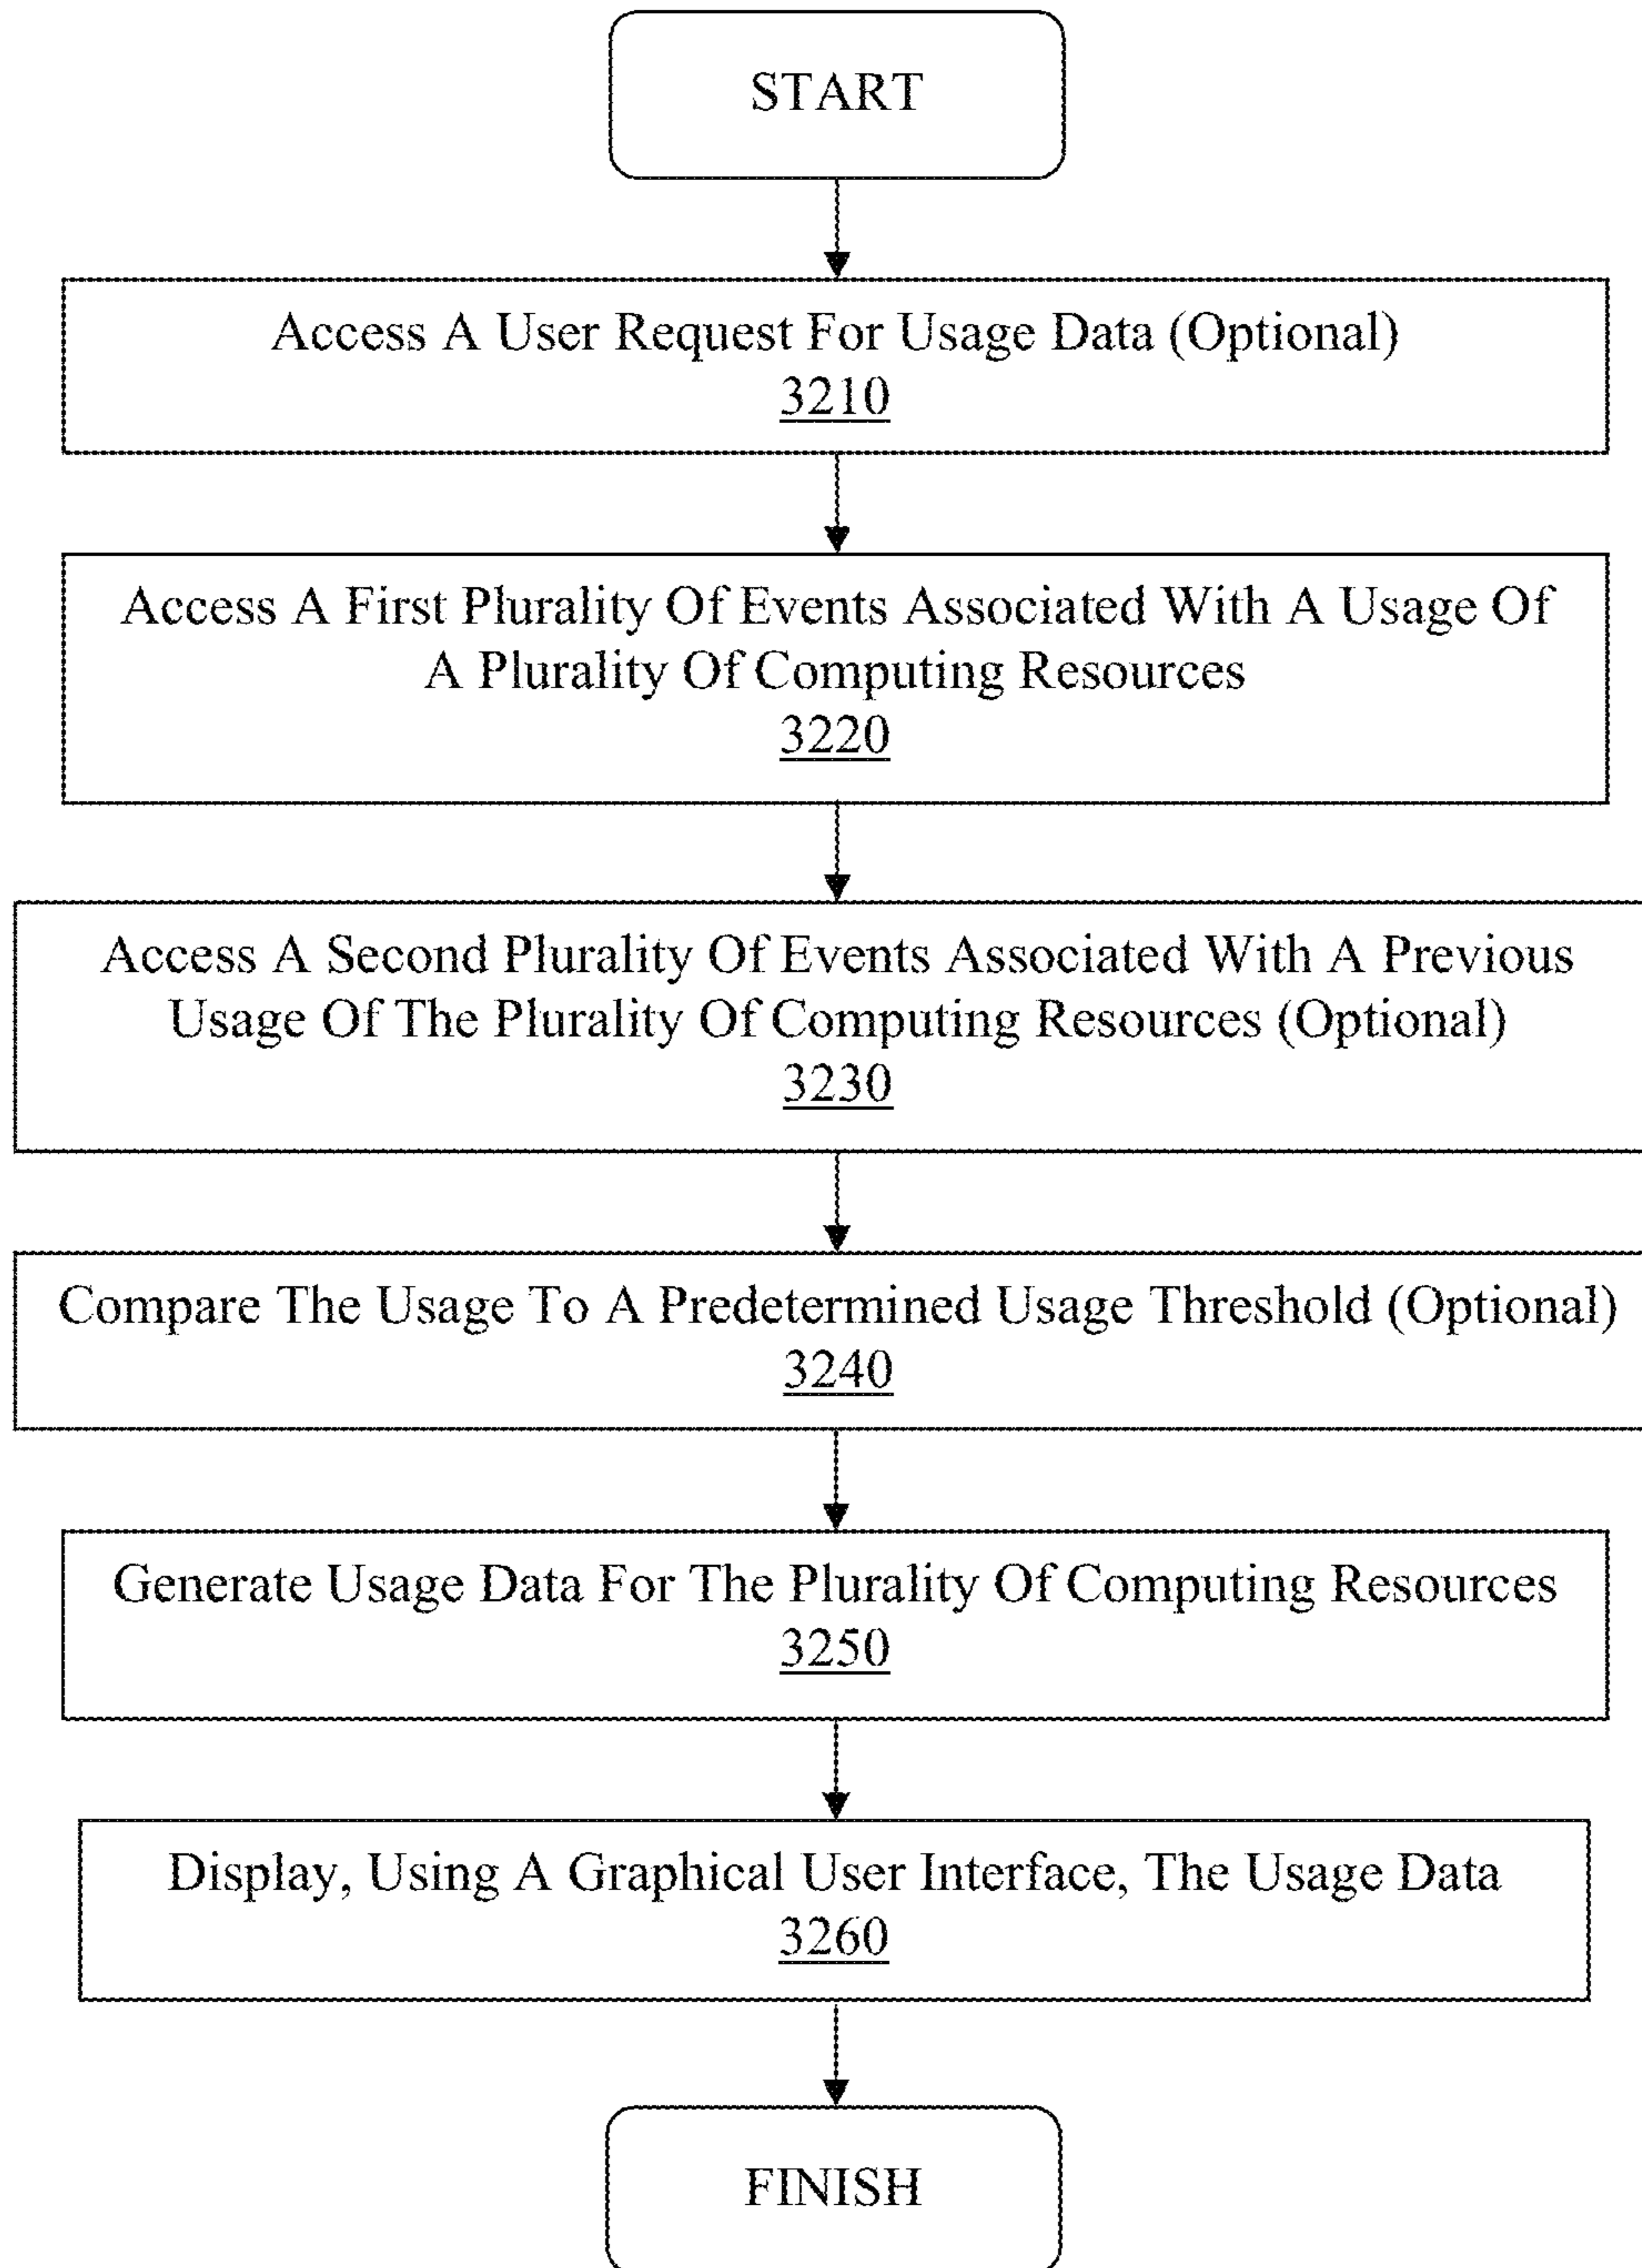 START
Access A User Request For Usage Data (Optional)
3210
Access A First Plurality Of Events Associated With A Usage Of
A Plurality Of Computing Resources
3220
Access A Second Plurality Of Events Associated With A Previous
Usage Of The Plurality Of Computing Resources (Optional)
3230
Compare The Usage To A Predetermined Usage Threshold (Optional)
3240
Generate Usage Data For The Plurality Of Computing Resources
3250
Display, Using A Graphical User Interface, The Usage Data
3260
FINISH